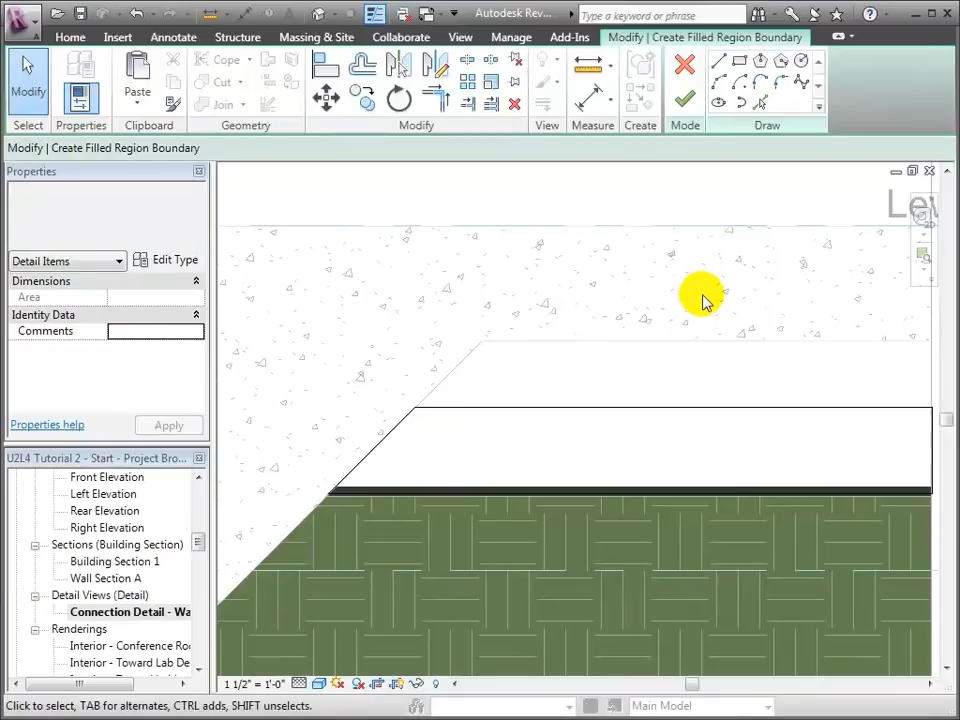 Autodesk Rev...
Type a keyword or phrase
Home Insert Annotate Structure Massing & Site Collaborate View Manage Add-Ins Modify | Create Filled Region Boundary
Modify
Paste
Cope
Cut
Join
Select Properties Clipboard Geometry Modify View Measure Create Mode Draw
Modify | Create Filled Region Boundary
Properties
Detail Items
Edit Type
Dimensions
Area
Identity Data
Comments
Properties help
Apply
U2L4 Tutorial 2 - Start - Project Bro...
Front Elevation
Left Elevation
Rear Elevation
Right Elevation
Sections (Building Section)
Building Section 1
Wall Section A
Detail Views (Detail)
Connection Detail - Wa
Renderings
Interior - Conference Ro
Interior - Toward Lab De
Lev
2D
1 1/2" = 1'-0"
Click to select, TAB for alternates, CTRL adds, SHIFT unselects.
Main Model